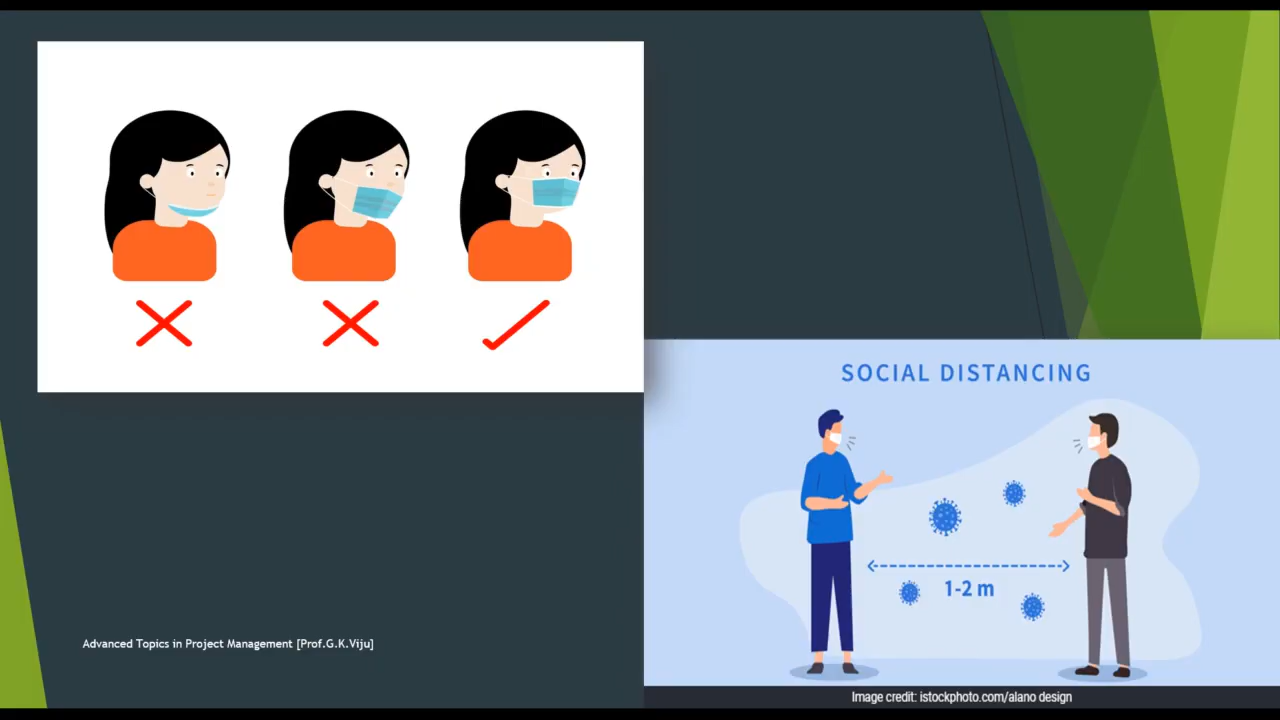 SOCIAL DISTANCING
1-2 m
Advanced Topics in Project Management [Prof.G.K.Viju]
Image credit: istockphoto.com/alano design